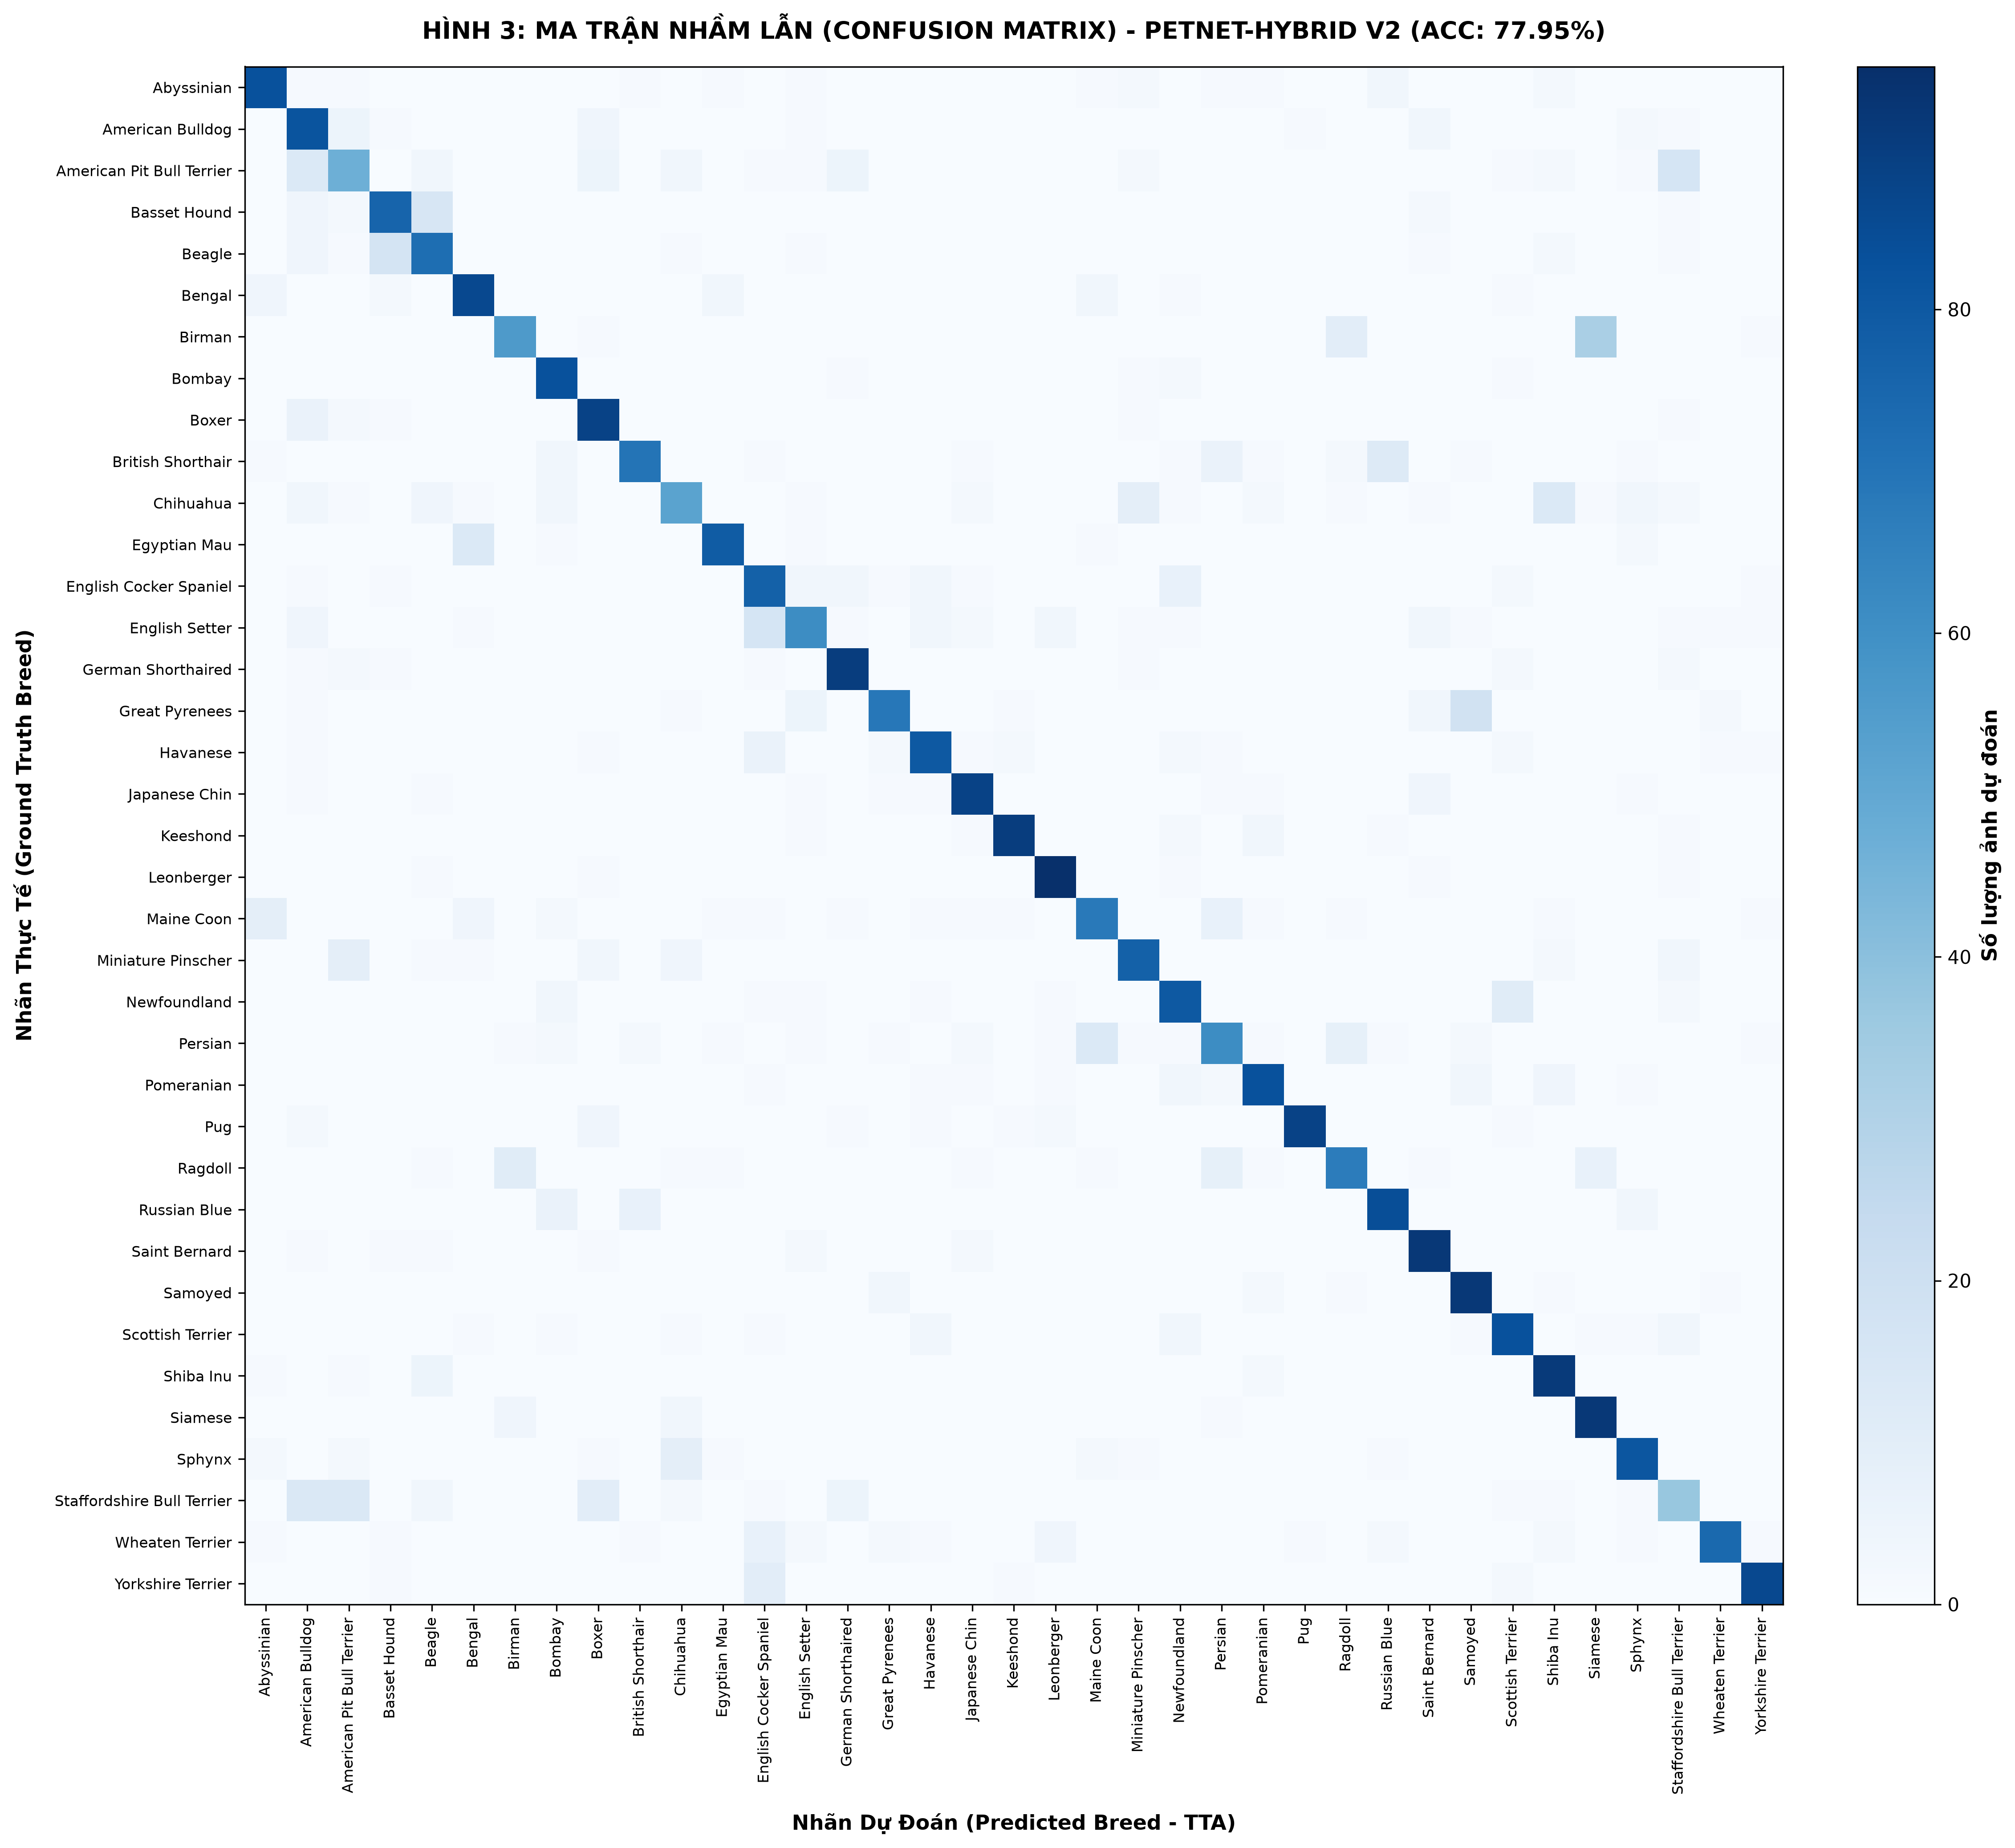 HÌNH 3: MA TRẬN NHẦM LẪN (CONFUSION MATRIX) - PETNET-HYBRID V2 (ACC: 77.95%)
Nhãn Thực Tế (Ground Truth Breed)
Abyssinian
American Bulldog
American Pit Bull Terrier
Basset Hound
Beagle
Bengal
Birman
Bombay
Boxer
British Shorthair
Chihuahua
Egyptian Mau
English Cocker Spaniel
English Setter
German Shorthaired
Great Pyrenees
Havanese
Japanese Chin
Keeshond
Leonberger
Maine Coon
Miniature Pinscher
Newfoundland
Persian
Pomeranian
Pug
Ragdoll
Russian Blue
Saint Bernard
Samoyed
Scottish Terrier
Shiba Inu
Siamese
Sphynx
Staffordshire Bull Terrier
Wheaten Terrier
Yorkshire Terrier
Abyssinian
American Bulldog
American Pit Bull Terrier
Basset Hound
Beagle
Bengal
Birman
Bombay
Boxer
British Shorthair
Chihuahua
Egyptian Mau
English Cocker Spaniel
English Setter
German Shorthaired
Great Pyrenees
Havanese
Japanese Chin
Keeshond
Leonberger
Maine Coon
Miniature Pinscher
Newfoundland
Persian
Pomeranian
Pug
Ragdoll
Russian Blue
Saint Bernard
Samoyed
Scottish Terrier
Shiba Inu
Siamese
Sphynx
Staffordshire Bull Terrier
Wheaten Terrier
Yorkshire Terrier
Nhãn Dự Đoán (Predicted Breed - TTA)
80
60
40
20
0
Số lượng ảnh dự đoán